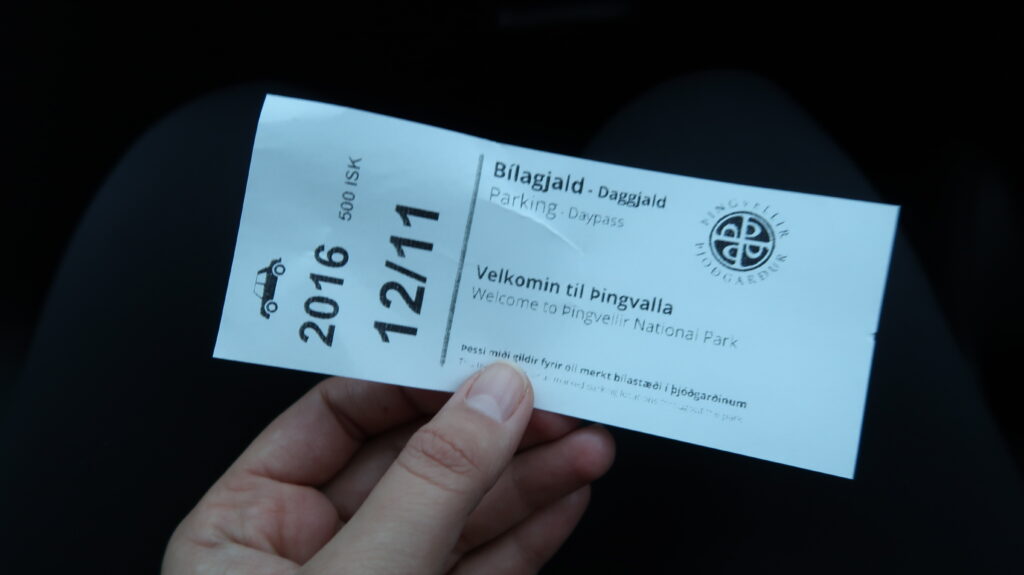 2016 500 ISK
12/11
Bílagjald - Daggjald
Parking - Daypass
ÞINGVELLIR
ÞJÓÐGARÐUR
Velkomin til Þingvalla
Welcome to Þingvellir National Park
Þessi miði gildir fyrir öll merkt bílastæði í þjóðgarðinum